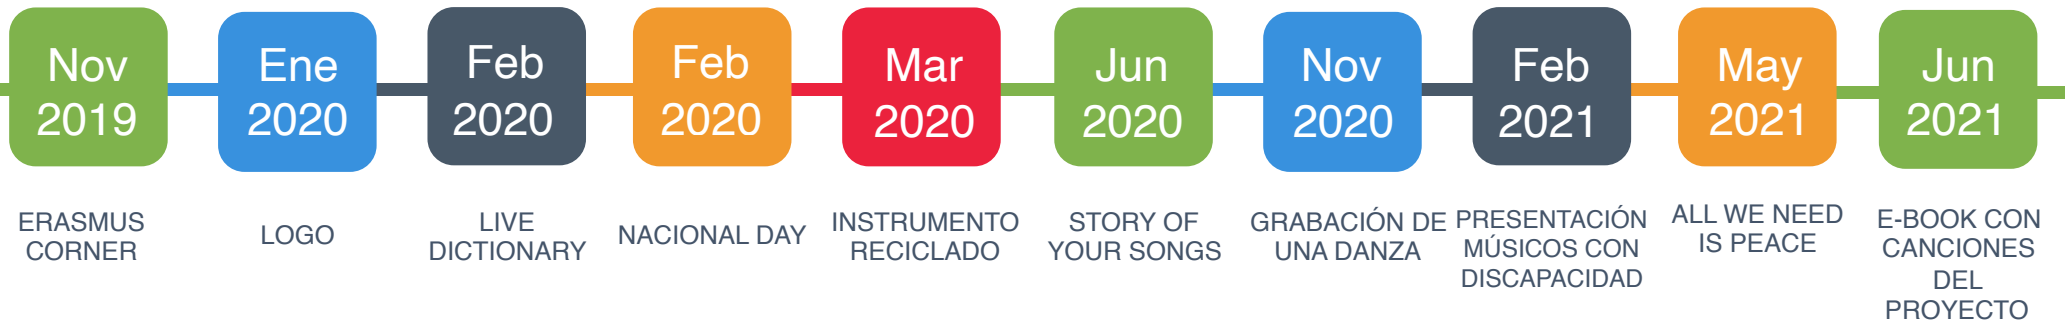 Nov
2019
ERASMUS
CORNER
Ene
2020
LOGO
Feb
2020
LIVE
DICTIONARY
Feb
2020
NACIONAL DAY
Mar
2020
INSTRUMENTO
RECICLADO
Jun
2020
STORY OF
YOUR SONGS
Nov
2020
GRABACIÓN DE
UNA DANZA
Feb
2021
PRESENTACIÓN
MÚSICOS CON
DISCAPACIDAD
May
2021
ALL WE NEED
IS PEACE
Jun
2021
E-BOOK CON
CANCIONES
DEL
PROYECTO